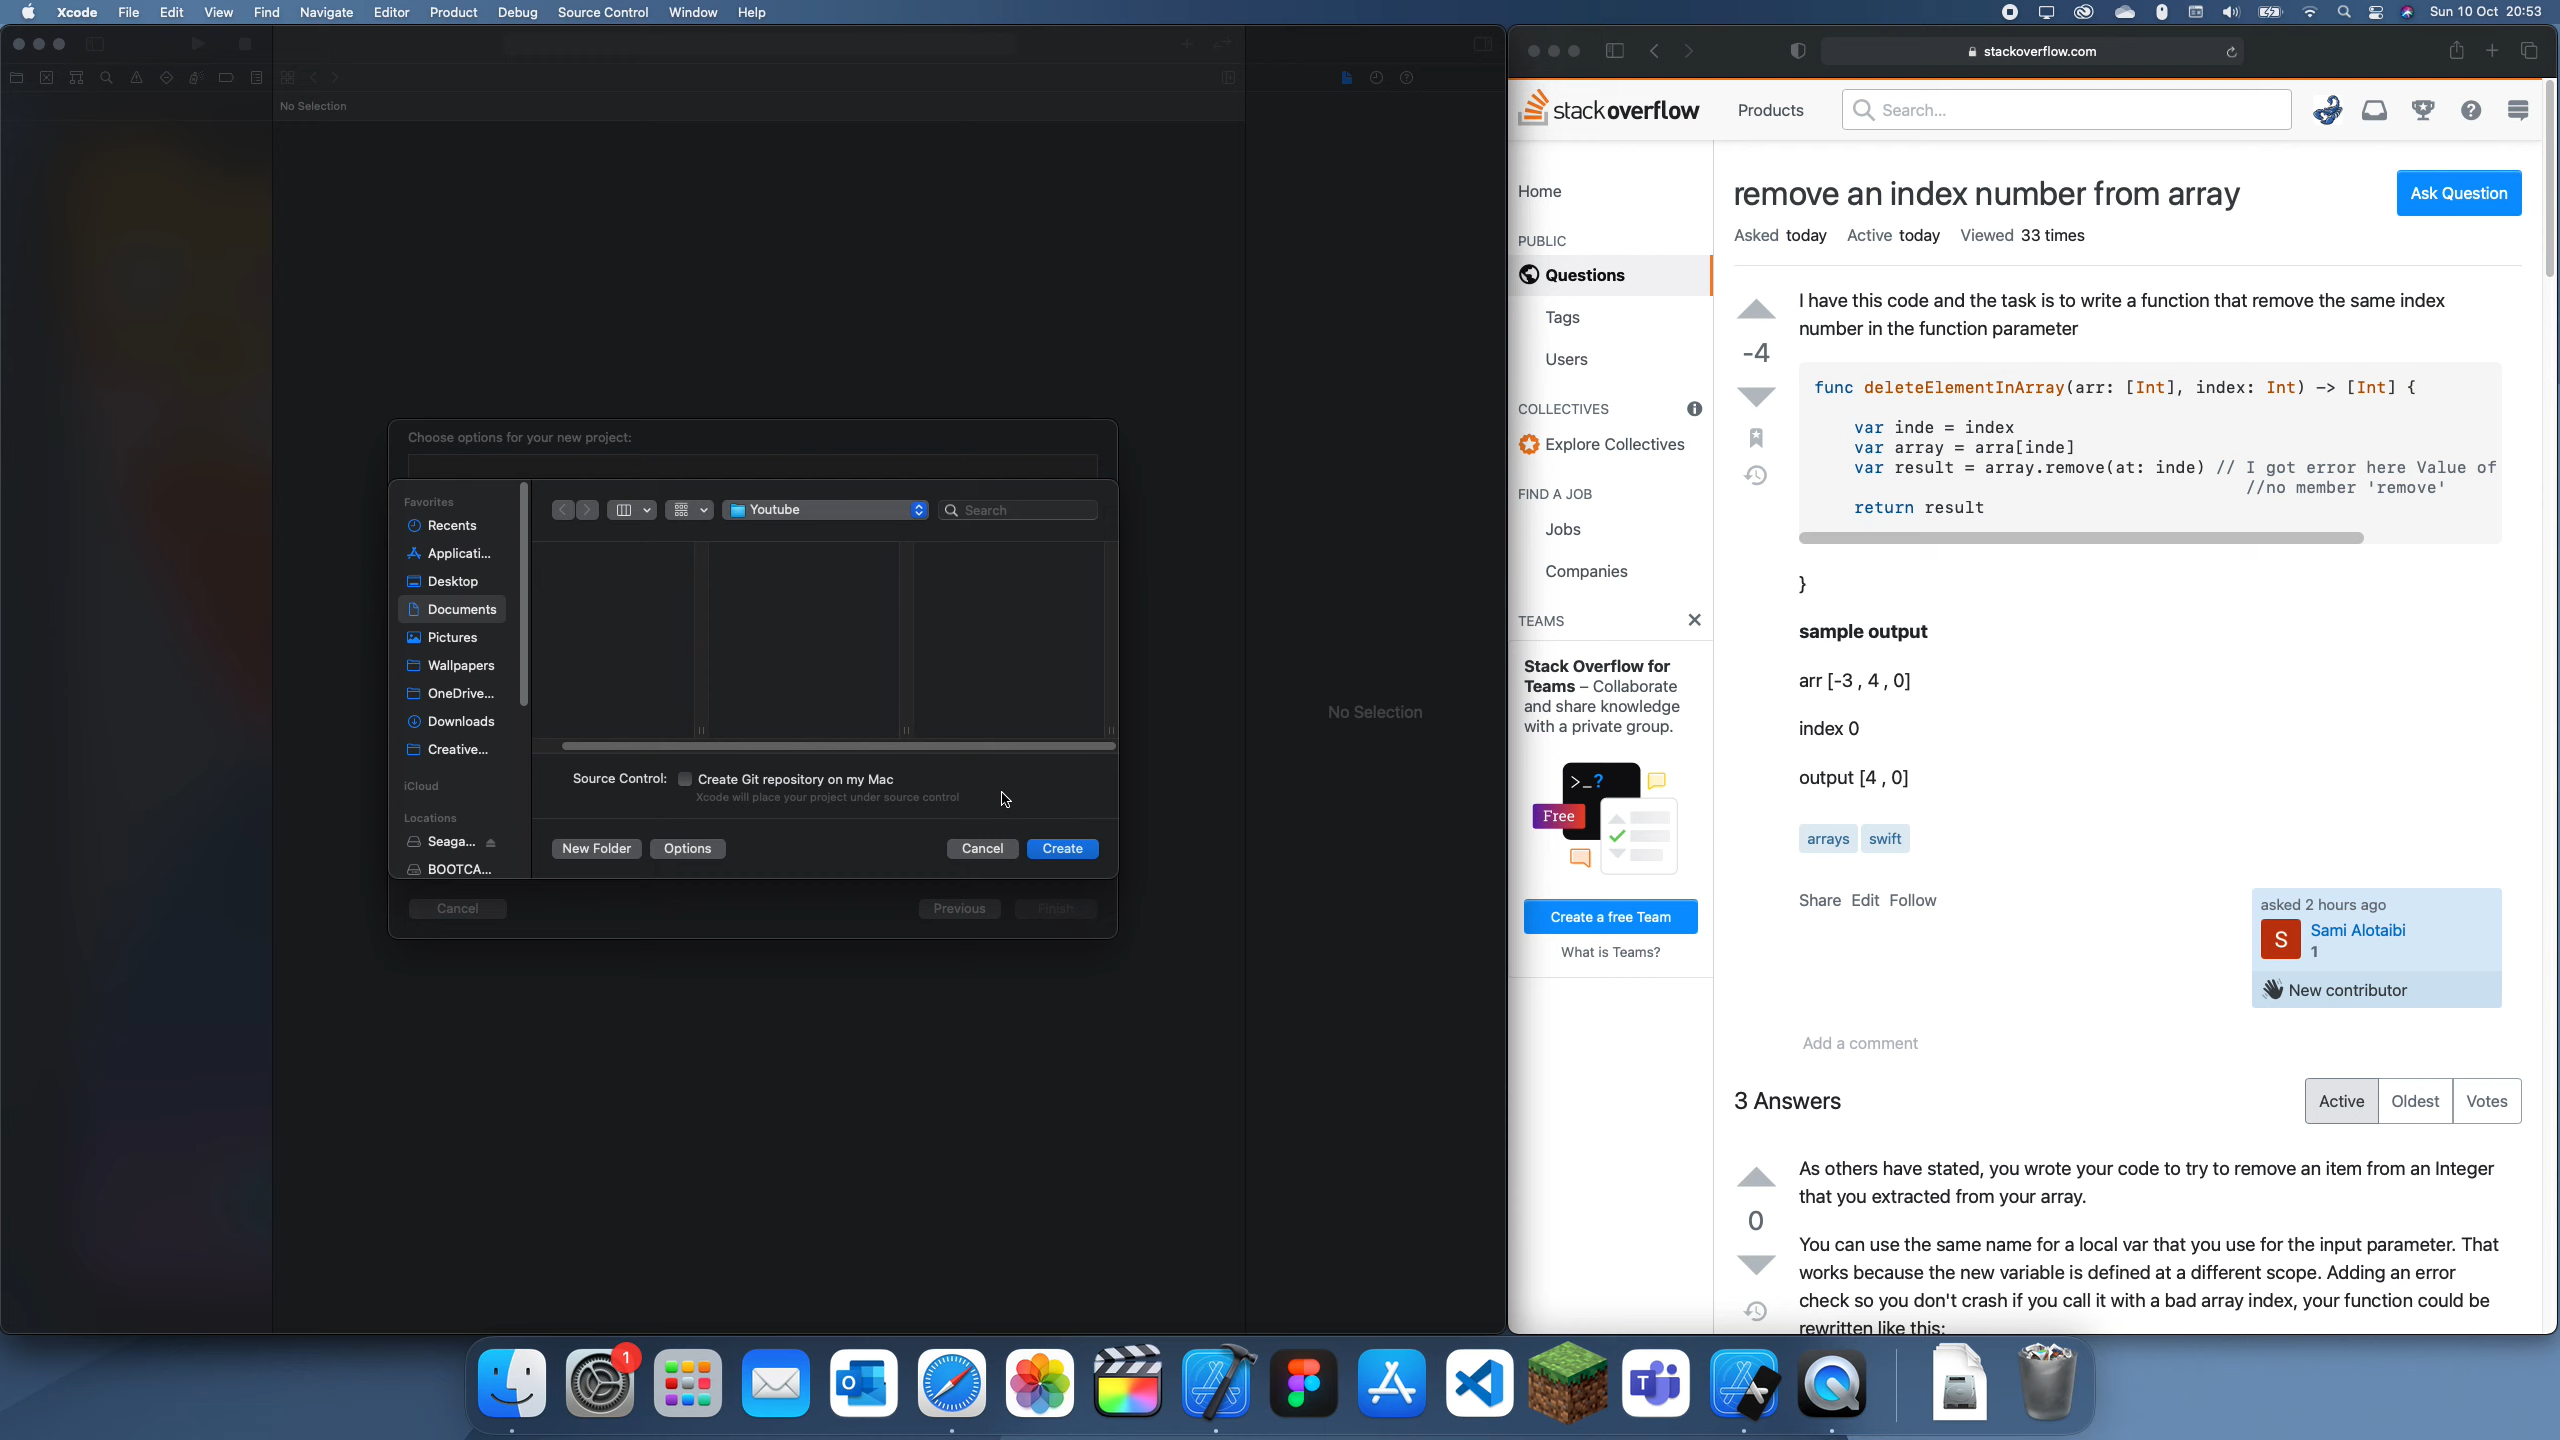 Xcode File Edit View Find Navigate Editor Product Debug Source Control Window Help
Sun 10 Oct 20:53
No Selection
Choose options for your new project:
Favorites
Recents
Applicati...
Desktop
Documents
Pictures
Wallpapers
OneDrive...
Downloads
Creative...
iCloud
Locations
Seaga...
BOOTCA...
Youtube
Search
Source Control: Create Git repository on my Mac
Xcode will place your project under source control
New Folder Options Cancel Create
Cancel Previous Finish
No Selection
stackoverflow.com
stackoverflow Products Search...
Home
PUBLIC
Questions
Tags
Users
COLLECTIVES
Explore Collectives
FIND A JOB
Jobs
Companies
TEAMS
Stack Overflow for
Teams – Collaborate
and share knowledge
with a private group.
>_?
Free
Create a free Team
What is Teams?
remove an index number from array
Ask Question
Asked today Active today Viewed 33 times
-4
I have this code and the task is to write a function that remove the same index
number in the function parameter
func deleteElementInArray(arr: [Int], index: Int) -> [Int] {
var inde = index
var array = arra[inde]
var result = array.remove(at: inde) // I got error here Value of
//no member 'remove'
return result
}
sample output
arr [-3 , 4 , 0]
index 0
output [4 , 0]
arrays swift
Share Edit Follow
asked 2 hours ago
S
Sami Alotaibi
1
New contributor
Add a comment
3 Answers
Active Oldest Votes
0
As others have stated, you wrote your code to try to remove an item from an Integer
that you extracted from your array.
You can use the same name for a local var that you use for the input parameter. That
works because the new variable is defined at a different scope. Adding an error
check so you don't crash if you call it with a bad array index, your function could be
rewritten like this:
1